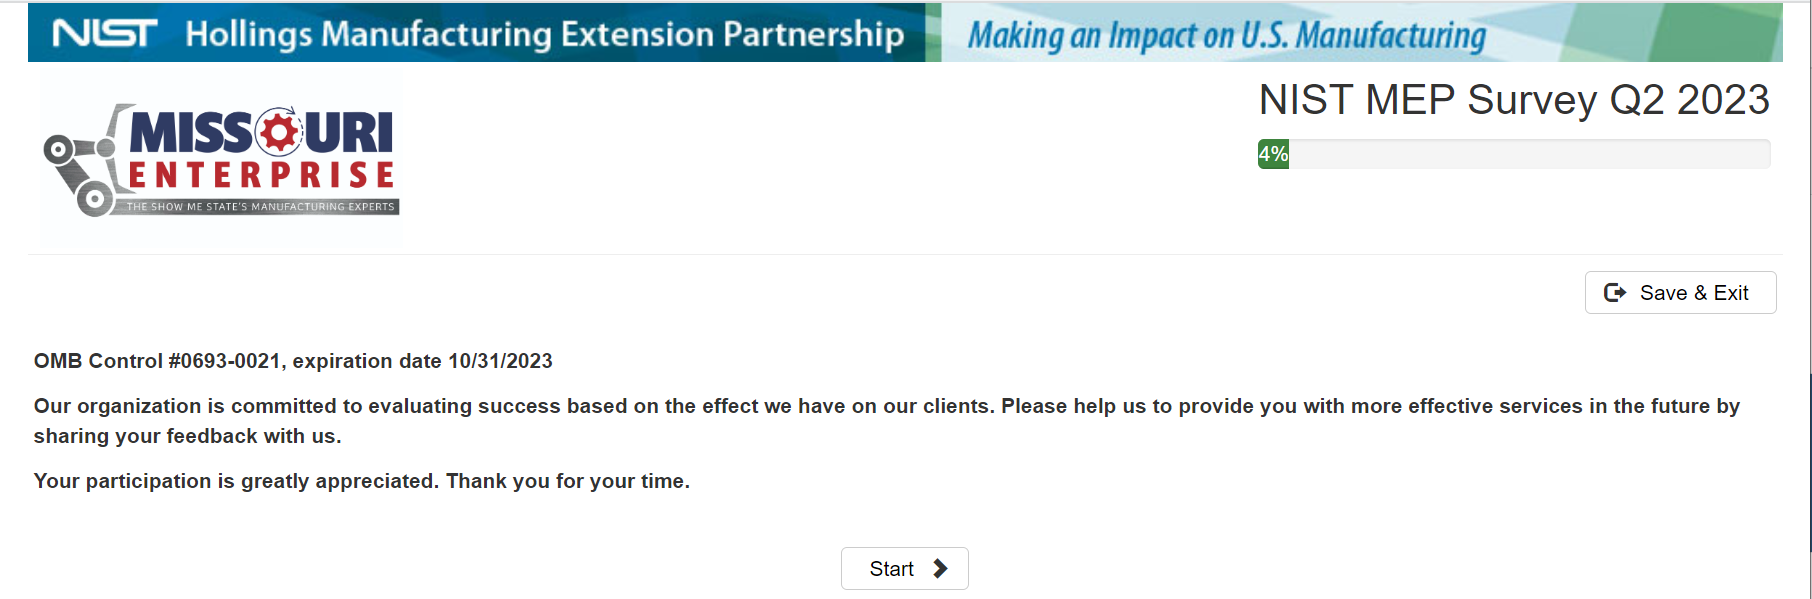 NIST Hollings Manufacturing Extension Partnership Making an Impact on U.S. Manufacturing
MISSOURI
ENTERPRISE
THE SHOW ME STATE'S MANUFACTURING EXPERTS
NIST MEP Survey Q2 2023
4%
Save & Exit
OMB Control #0693-0021, expiration date 10/31/2023
Our organization is committed to evaluating success based on the effect we have on our clients. Please help us to provide you with more effective services in the future by
sharing your feedback with us.
Your participation is greatly appreciated. Thank you for your time.
Start